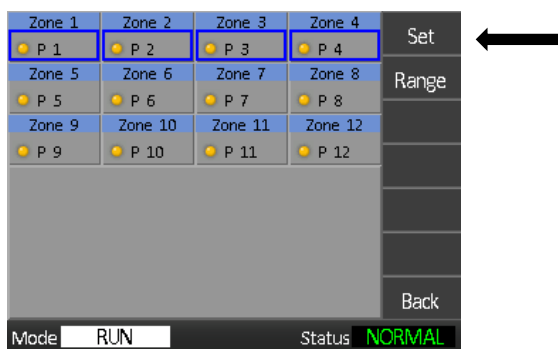 Zone 1 Zone 2 Zone 3 Zone 4 Set
P 1 P 2 P 3 P 4
Zone 5 Zone 6 Zone 7 Zone 8 Range
P 5 P 6 P 7 P 8
Zone 9 Zone 10 Zone 11 Zone 12
P 9 P 10 P 11 P 12
Back
Mode RUN Status NORMAL